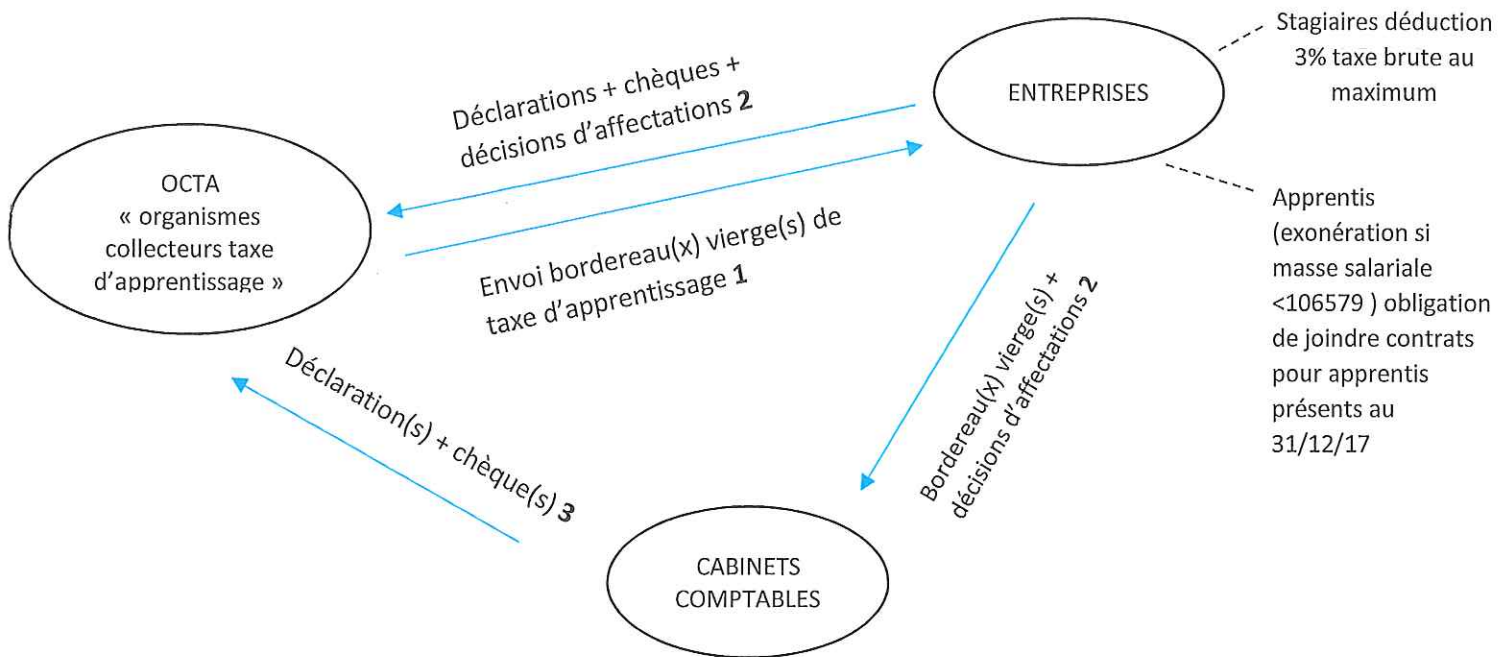 Stagiaires déduction
3% taxe brute au
maximum
ENTREPRISES
Déclarations + chèques +
décisions d'affectations 2
OCTA
« organismes
collecteurs taxe
d'apprentissage »
Envoi bordereau(x) vierge(s) de
taxe d'apprentissage 1
Apprentis
(exonération si
masse salariale
<106579 ) obligation
de joindre contrats
pour apprentis
présents au
31/12/17
Bordereau(x) vierge(s) +
décisions d'affectations 2
Déclaration(s) + chèque(s) 3
CABINETS
COMPTABLES